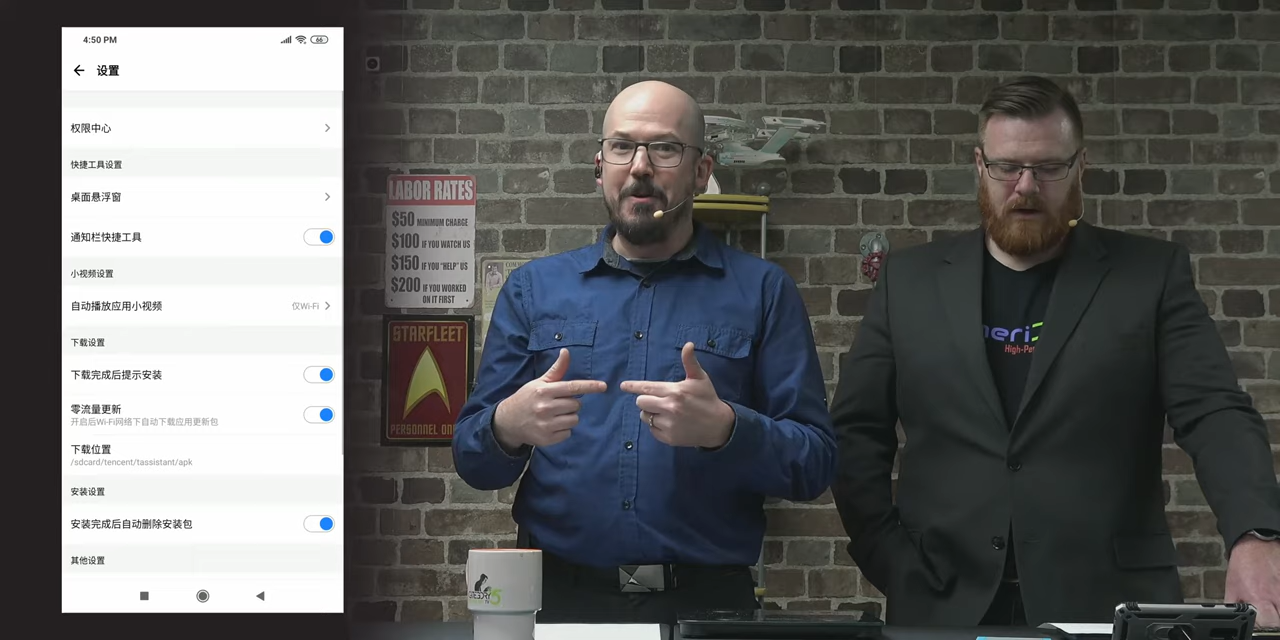 4:50 PM
66
设置
权限中心
快捷工具设置
桌面悬浮窗
通知栏快捷工具
小视频设置
自动播放应用小视频
仅Wi-Fi
下载设置
下载完成后提示安装
零流量更新
开启后Wi-Fi网络下自动下载应用更新包
下载位置
/sdcard/tencent/tassistant/apk
安装设置
安装完成后自动删除安装包
其他设置
LABOR RATES
$50 MINIMUM CHARGE
$100 IF YOU WATCH US
$150 IF YOU "HELP" US
$200 IF YOU WORKED
ON IT FIRST
STARFLEET
PERSONNEL ON